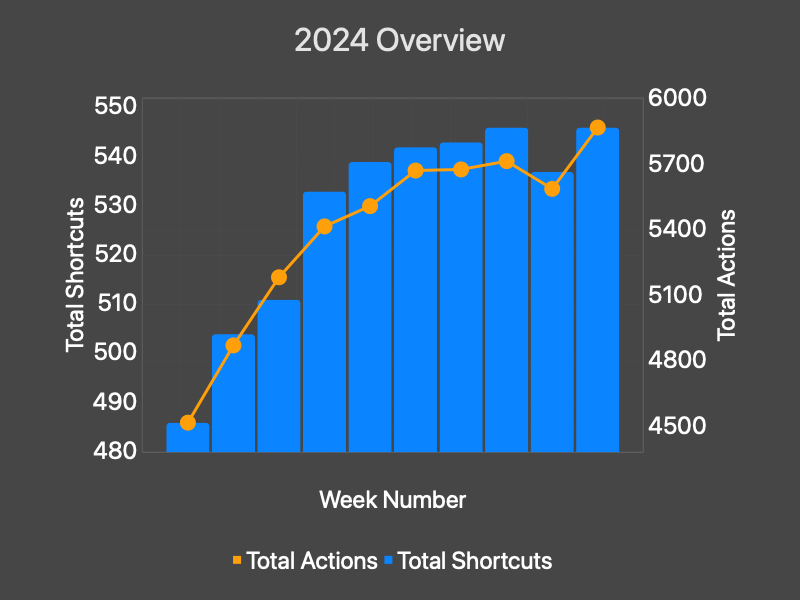 2024 Overview
550
540
530
520
510
500
490
480
Total Shortcuts
6000
5700
5400
5100
4800
4500
Total Actions
Week Number
Total Actions Total Shortcuts